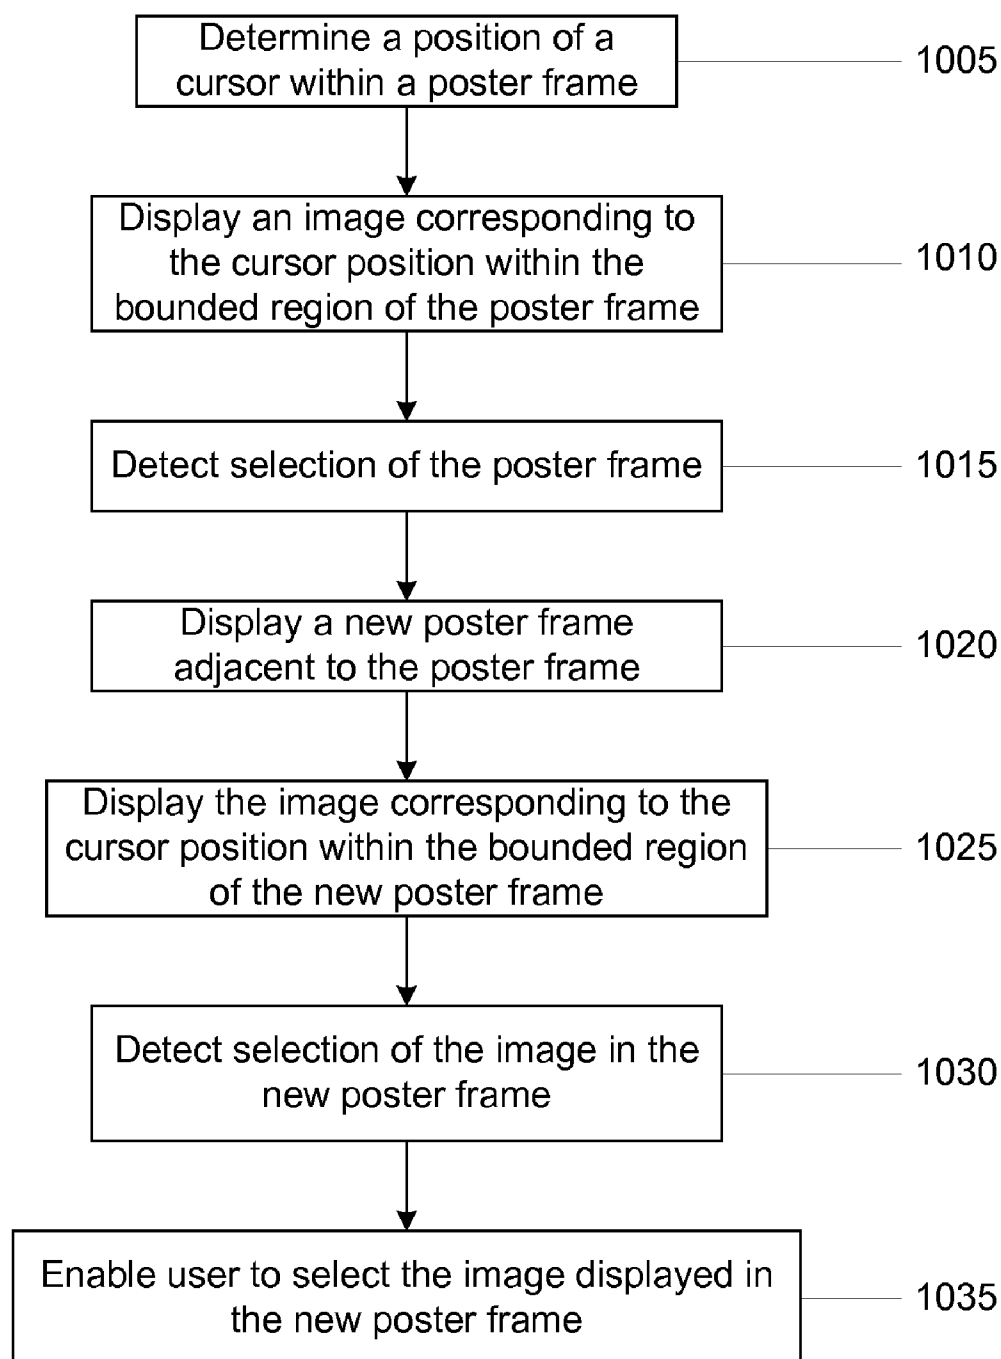 Determine a position of a
cursor within a poster frame
1005
Display an image corresponding to
the cursor position within the
bounded region of the poster frame
1010
Detect selection of the poster frame
1015
Display a new poster frame
adjacent to the poster frame
1020
Display the image corresponding to the
cursor position within the bounded region
of the new poster frame
1025
Detect selection of the image in the
new poster frame
1030
Enable user to select the image displayed in
the new poster frame
1035